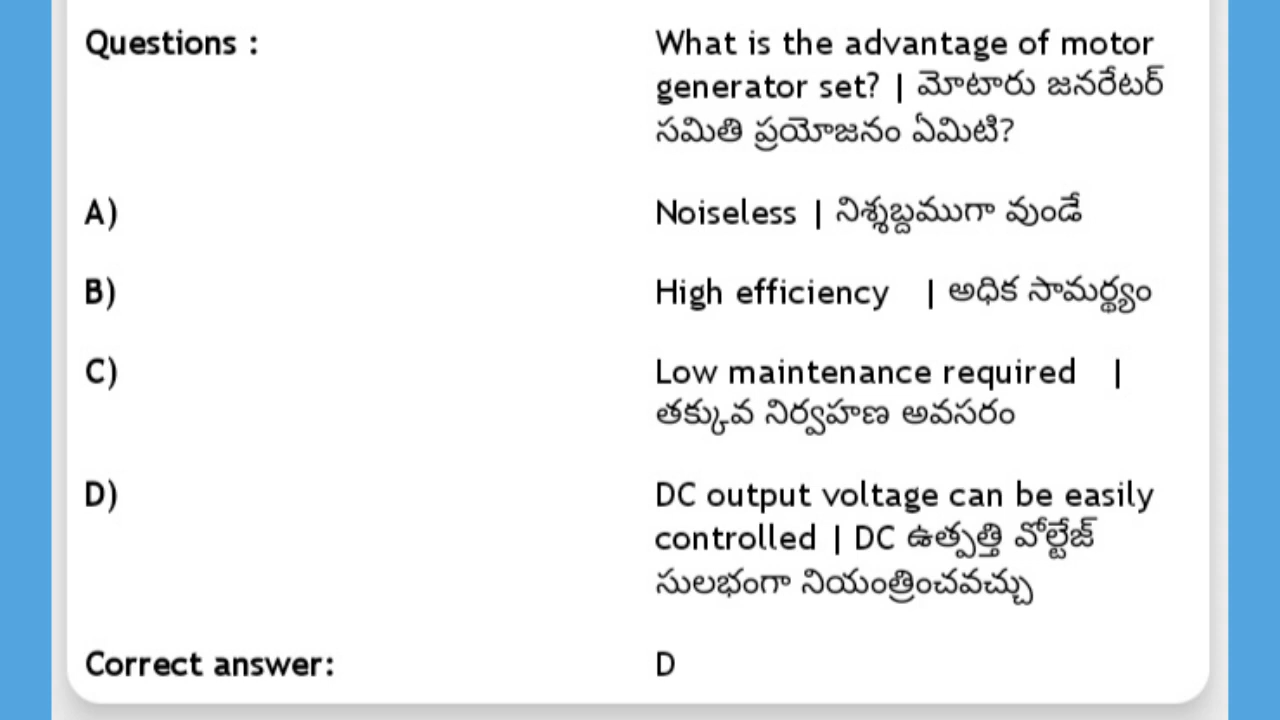 Questions : What is the advantage of motor
generator set? | మోటారు జనరేటర్
సమితి ప్రయోజనం ఏమిటి?
A) Noiseless | నిశ్శబ్దముగా వుండే
B) High efficiency | అధిక సామర్థ్యం
C) Low maintenance required |
తక్కువ నిర్వహణ అవసరం
D) DC output voltage can be easily
controlled | DC ఉత్పత్తి వోల్టేజ్
సులభంగా నియంత్రించవచ్చు
Correct answer: D